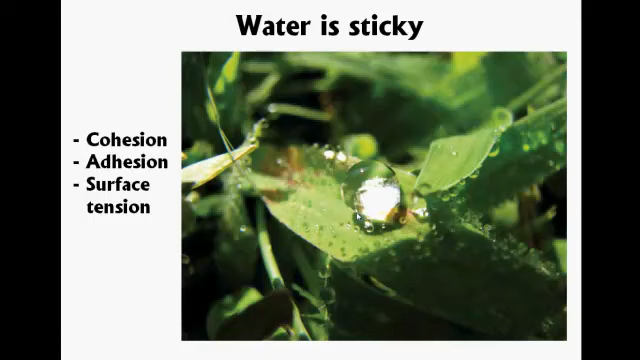 Water is sticky
- Cohesion
- Adhesion
- Surface
tension